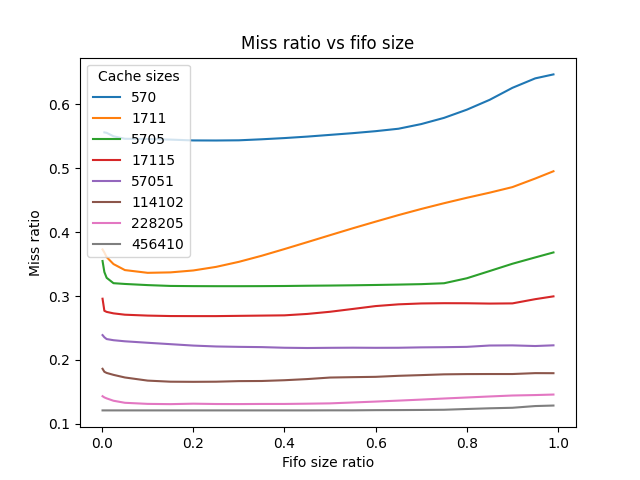 Miss ratio vs fifo size
Cache sizes
570
1711
5705
17115
57051
114102
228205
456410
Miss ratio
0.6
0.5
0.4
0.3
0.2
0.1
0.0 0.2 0.4 0.6 0.8 1.0
Fifo size ratio